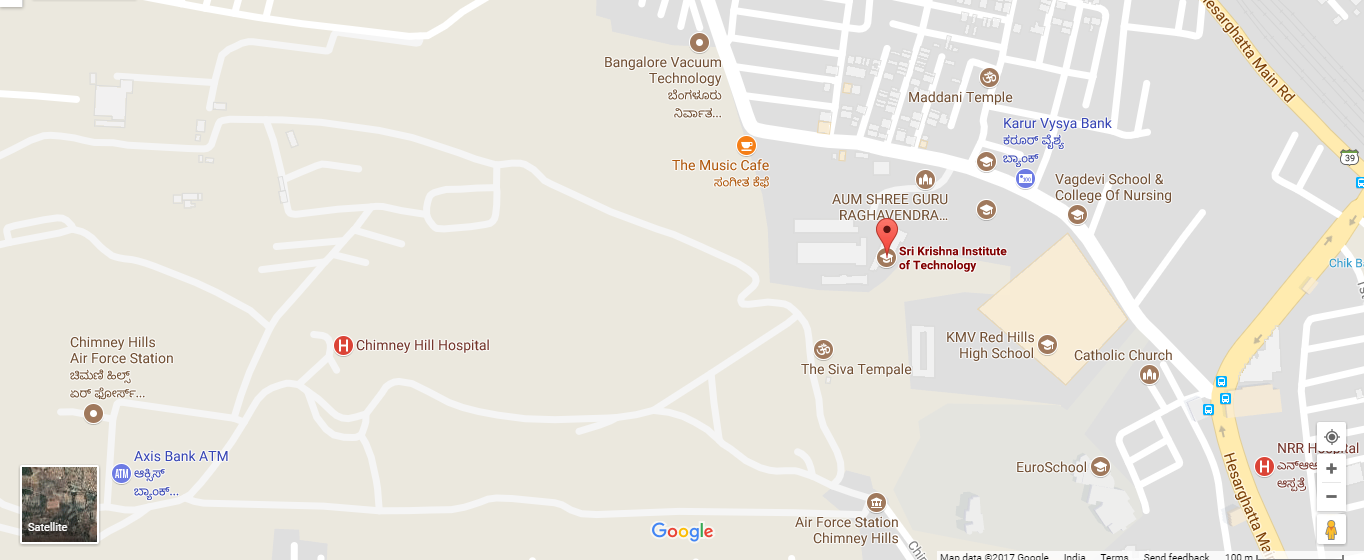 Hesarghatta Main Rd
Bangalore Vacuum
Technology
ಬೆಂಗಳೂರು
ನಿರ್ವಾತ...
Maddani Temple
Karur Vysya Bank
ಕರೂರ್ ವೈಶ್ಯ
ಬ್ಯಾಂಕ್
39
The Music Cafe
ಸಂಗೀತ ಕೆಫೆ
Vagdevi School &
College Of Nursing
AUM SHREE GURU
RAGHAVENDRA...
Sri Krishna Institute
of Technology
Chik B
Chimney Hills
Air Force Station
ಚಿಮಣಿ ಹಿಲ್ಸ್
ಏರ್ ಫೋರ್ಸ್...
H
Chimney Hill Hospital
KMV Red Hills
High School
Catholic Church
The Siva Tempale
Axis Bank ATM
ATM
ಆಕ್ಸಿಸ್
ಬ್ಯಾಂಕ್...
EuroSchool
H
NRR Hospital
ಆಸ್ಪತ್ರೆ
Hesarghatta Ma
Satellite
Google
Air Force Station
Chimney Hills
Chi
Map data ©2017 Google
India
Terms
Send feedback
100 m